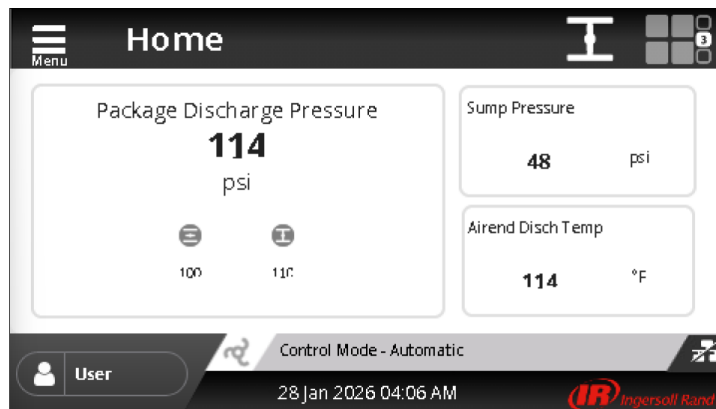 Home
Menu
3
Package Discharge Pressure
114
psi
100
110
Sump Pressure
48 psi
Airend Disch Temp
114 °F
Control Mode - Automatic
User
28 Jan 2026 04:06 AM
IR Ingersoll Rand